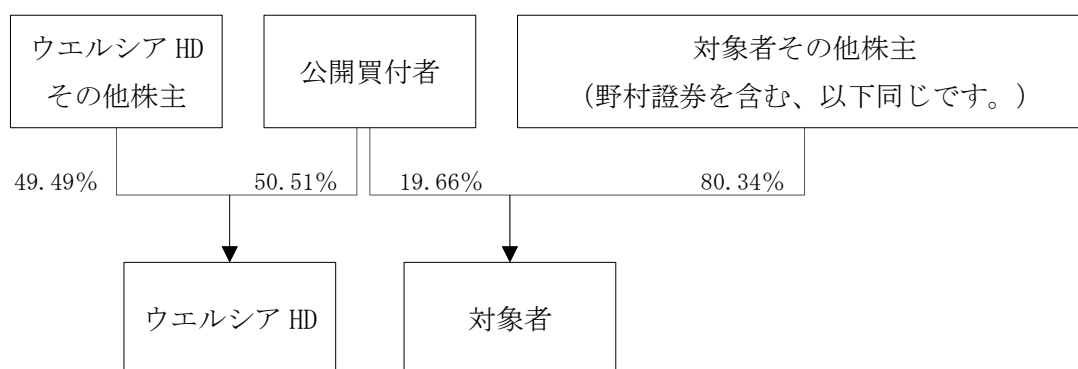 ウエルシア HD
その他株主
公開買付者
対象者その他株主
（野村證券を含む、以下同じです。）
49.49%
50.51%
19.66%
80.34%
ウエルシア HD
対象者